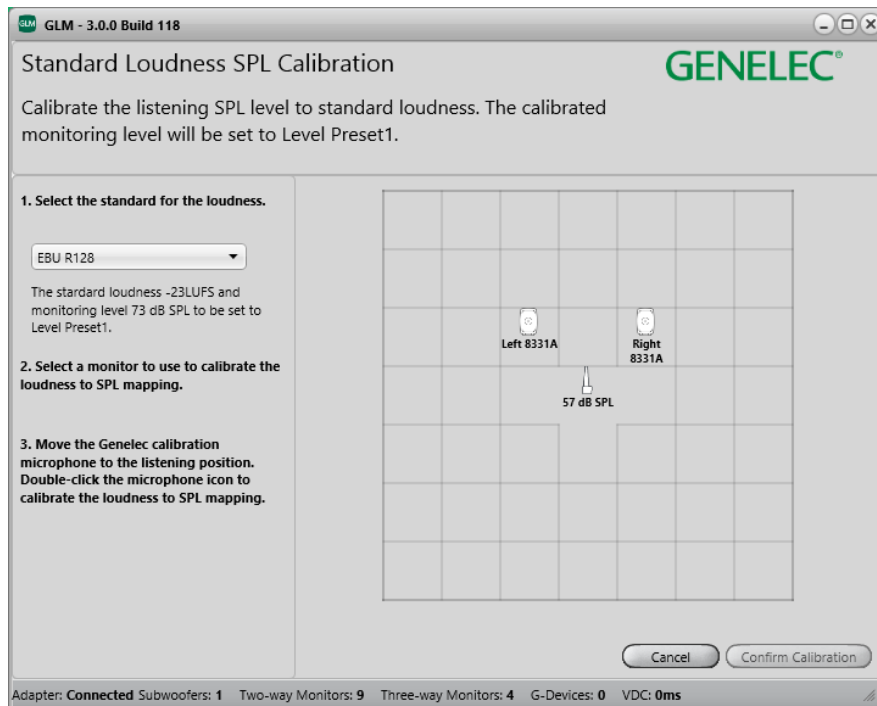 GLM
GLM - 3.0.0 Build 118
Standard Loudness SPL Calibration
GENELEC®
Calibrate the listening SPL level to standard loudness. The calibrated
monitoring level will be set to Level Preset1.
1. Select the standard for the loudness.
EBU R128
The stardard loudness -23LUFS and
monitoring level 73 dB SPL to be set to
Level Preset1.
2. Select a monitor to use to calibrate the
loudness to SPL mapping.
3. Move the Genelec calibration
microphone to the listening position.
Double-click the microphone icon to
calibrate the loudness to SPL mapping.
Left 8331A
Right
8331A
57 dB SPL
Cancel
Confirm Calibration
Adapter: Connected Subwoofers: 1 Two-way Monitors: 9 Three-way Monitors: 4 G-Devices: 0 VDC: 0ms